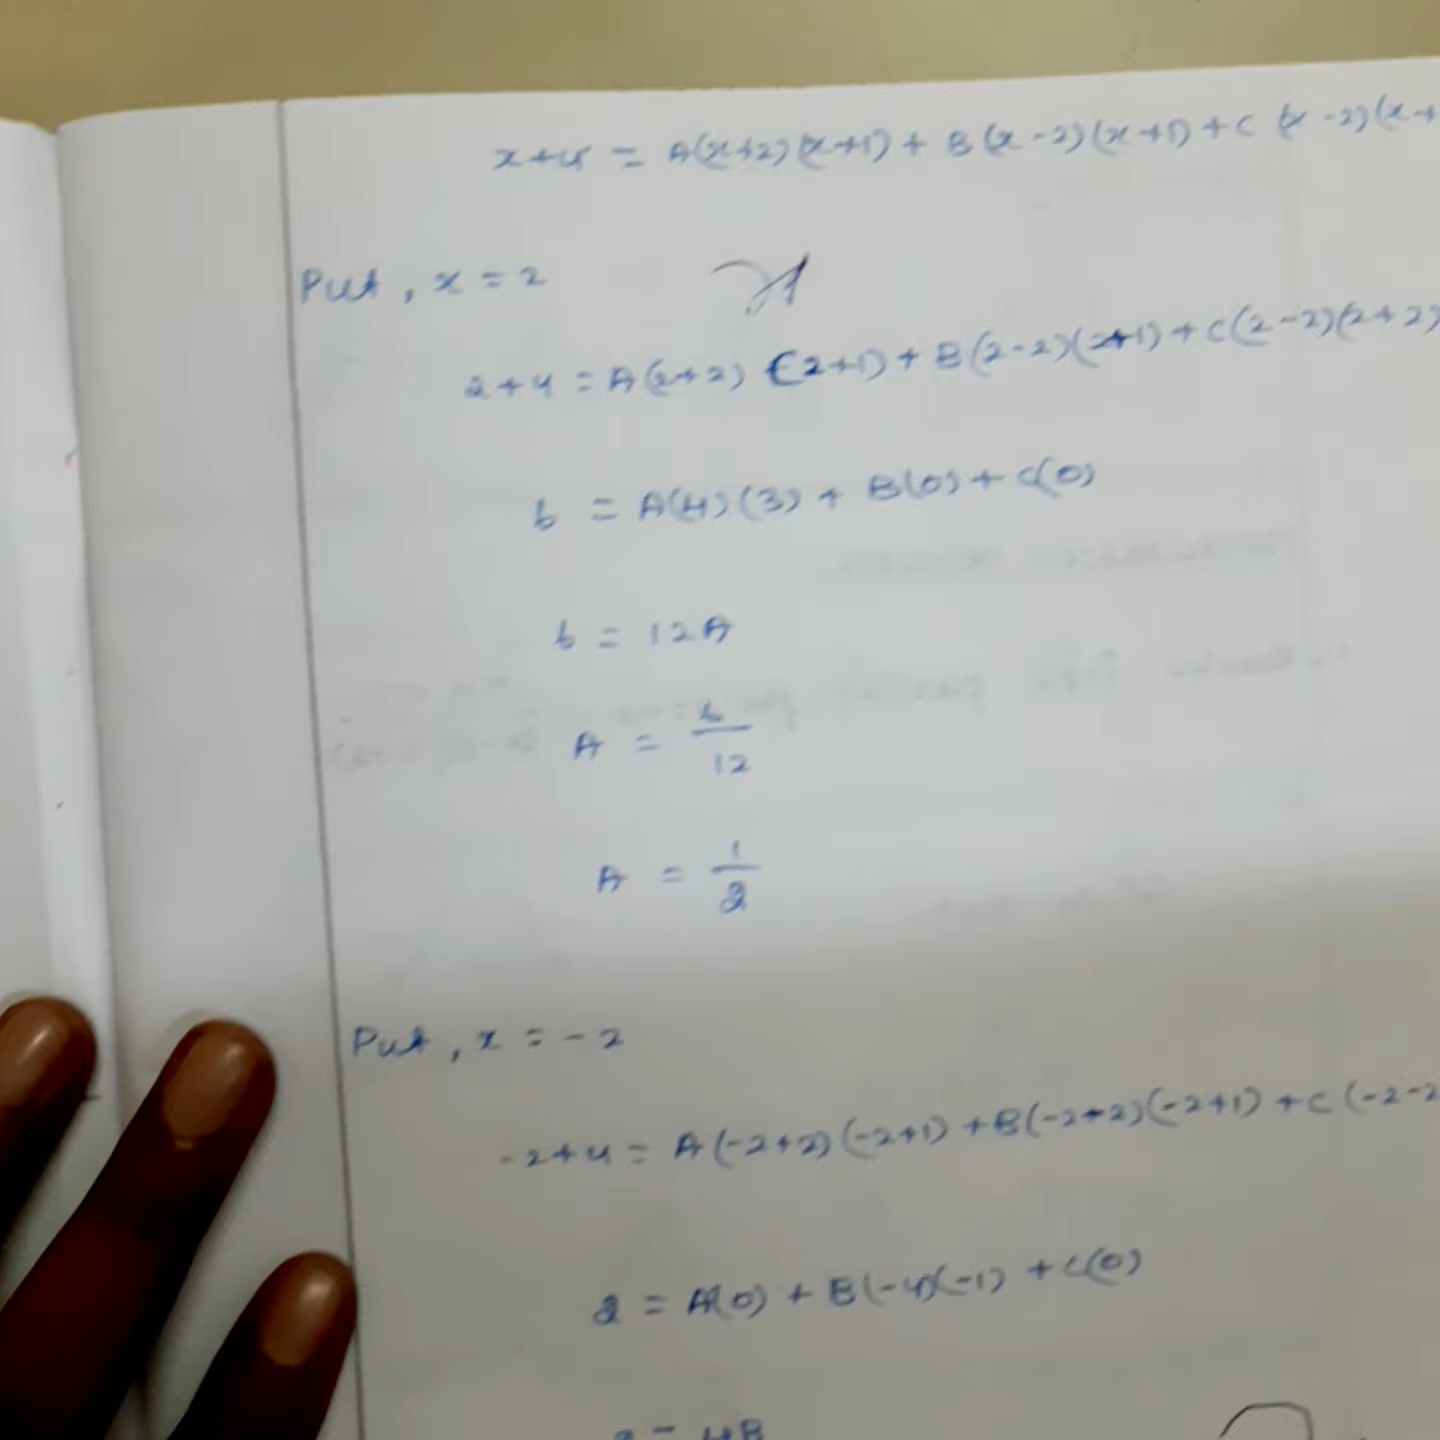 x+4 = A(x+2)(x+1) + B(x-2)(x+1) + C (x-2)(x+
Put, x = 2
2+4 = A(2+2) (2+1) + B(2-2)(2+1) + C(2-2)(2+2)
6 = A(4)(3) + B(0) + C(0)
6 = 12A
A = 6/12
A = 1/2
Put, x = -2
-2+4 = A(-2+2)(-2+1) + B(-2+2)(-2+1) + C (-2-2
2 = A(0) + B(-4)(-1) + C(0)
2 = 4B